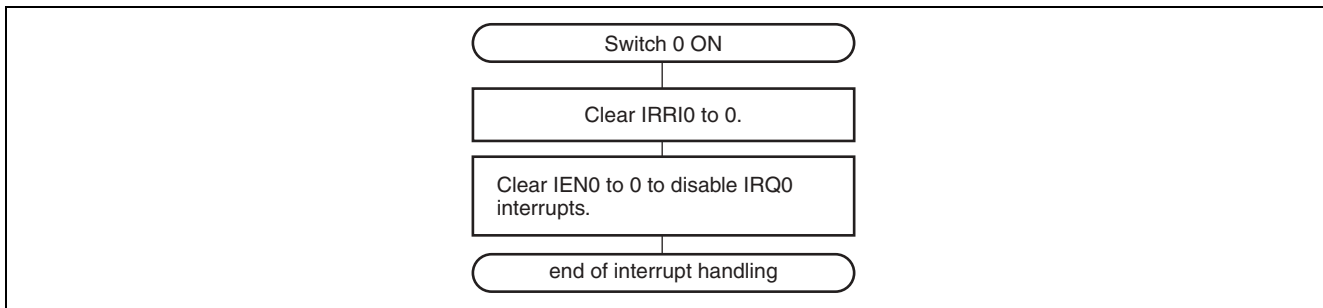 Switch 0 ON
Clear IRRI0 to 0.
Clear IEN0 to 0 to disable IRQ0
interrupts.
end of interrupt handling